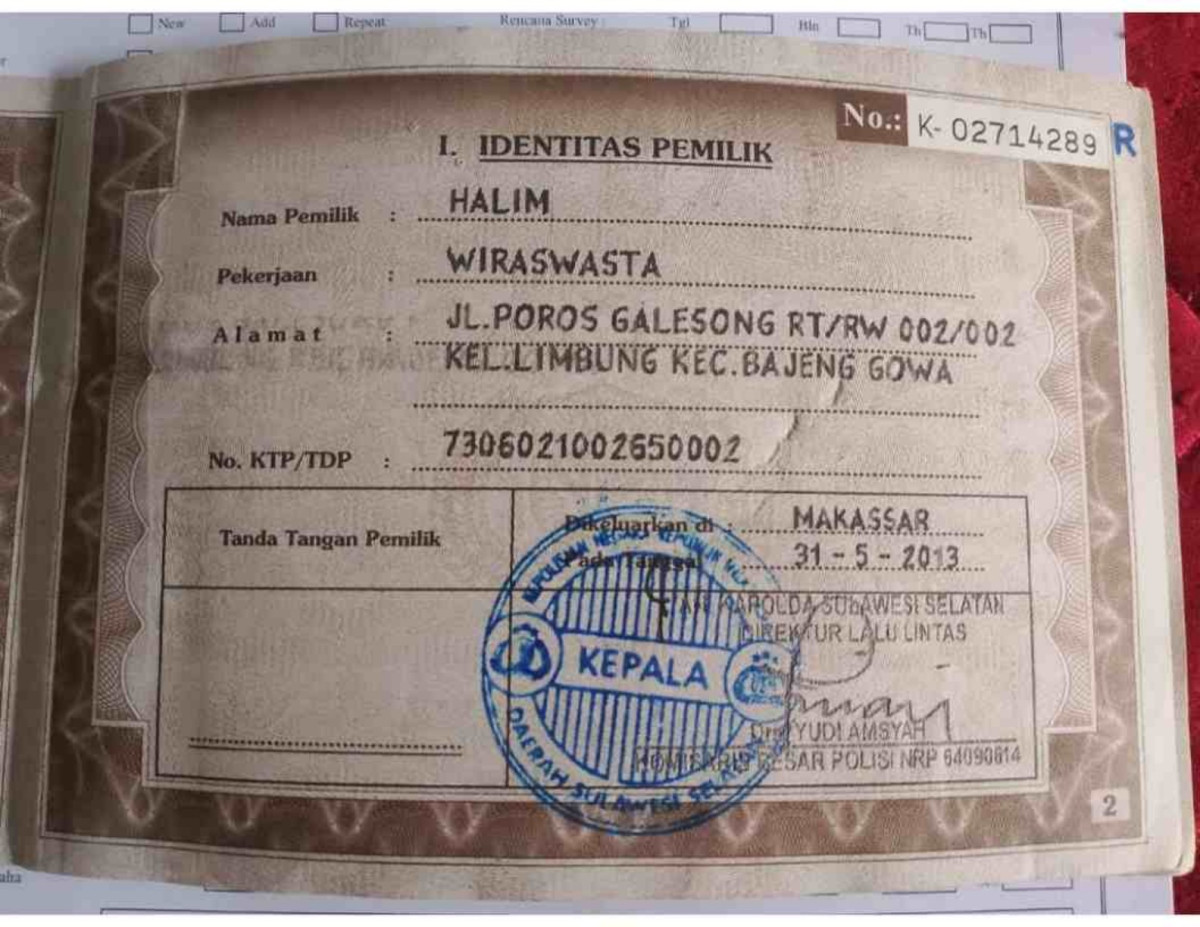 New Add Repeat Rencana Survey : Tgl Bln Th Th
No.: K- 02714289 R
I. IDENTITAS PEMILIK
Nama Pemilik : HALIM
Pekerjaan : WIRASWASTA
Alamat : JL.POROS GALESONG RT/RW 002/002
KEL.LIMBUNG KEC.BAJENG GOWA
No. KTP/TDP : 7306021002650002
Tanda Tangan Pemilik
Dikeluarkan di : MAKASSAR
Pada Tanggal 31 - 5 - 2013
KAPOLDA SULAWESI SELATAN
DIREKTUR LALU LINTAS
KEPOLISIAN NEGARA REPUBLIK
KEPALA
DAERAH SULAWESI SELATAN
YUDI AMSYAH
KOMISARIS BESAR POLISI NRP 64090614
2